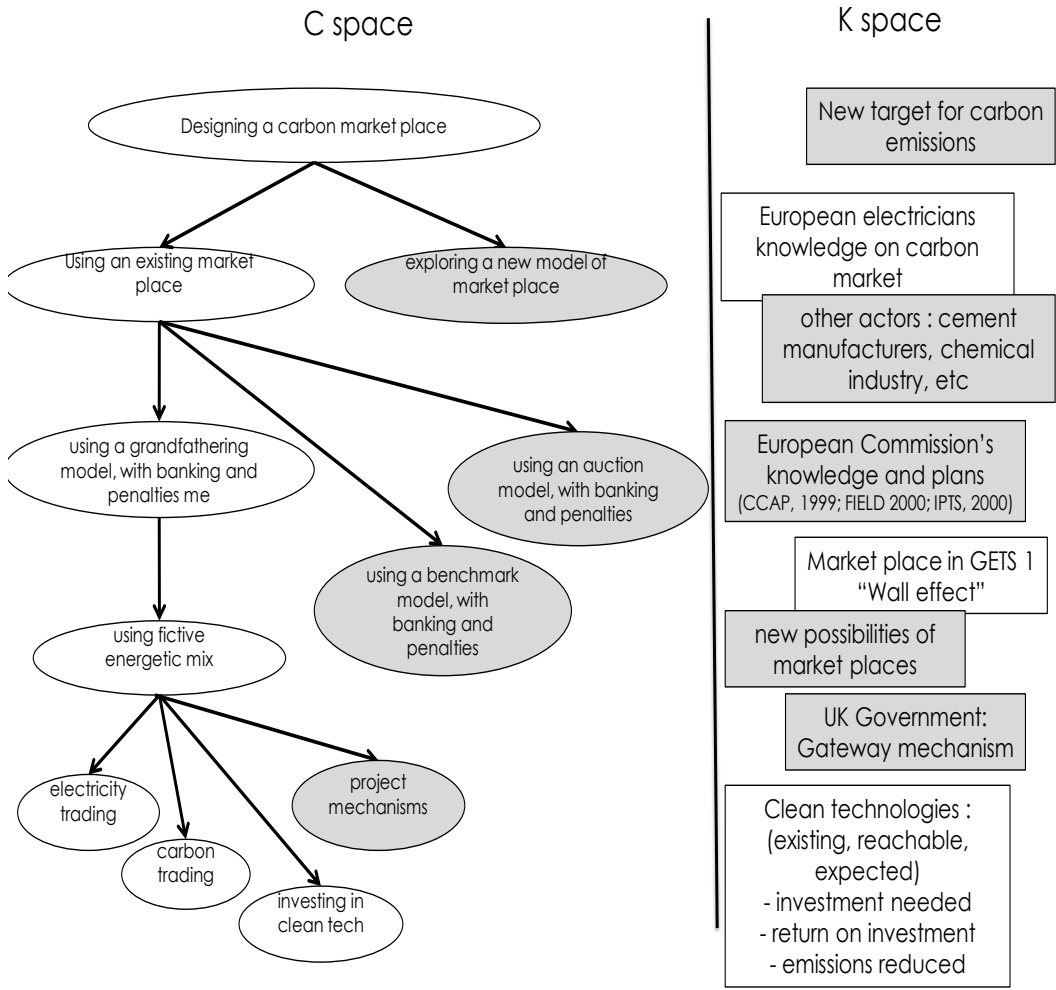 C space
Designing a carbon market place
Using an existing market
place
exploring a new model of
market place
using a grandfathering
model, with banking and
penalties me
using an auction
model, with banking
and penalties
using a benchmark
model, with
banking and
penalties
using fictive
energetic mix
electricity
trading
carbon
trading
investing in
clean tech
project
mechanisms
K space
New target for carbon
emissions
European electricians
knowledge on carbon
market
other actors : cement
manufacturers, chemical
industry, etc
European Commission's
knowledge and plans
(CCAP, 1999; FIELD 2000; IPTS, 2000)
Market place in GETS 1
“Wall effect”
new possibilities of
market places
UK Government:
Gateway mechanism
Clean technologies :
(existing, reachable,
expected)
- investment needed
- return on investment
- emissions reduced